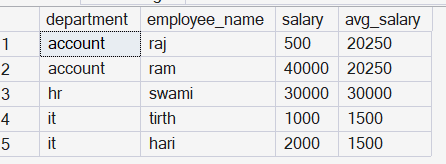 department employee_name salary avg_salary
1 account raj 500 20250
2 account ram 40000 20250
3 hr swami 30000 30000
4 it tirth 1000 1500
5 it hari 2000 1500